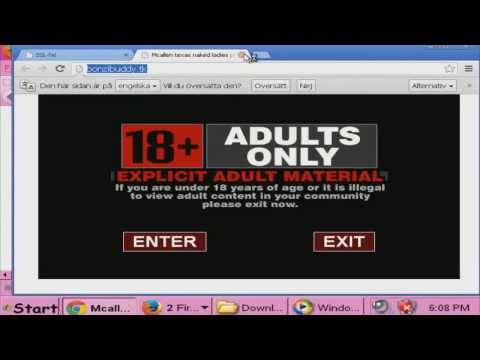 SSL-fel
Mcallen texas naked ladies p
bonzibuddy.tk
Den här sidan är på engelska Vill du översätta den? Översätt Nej Alternativ
18+ ADULTS
ONLY
EXPLICIT ADULT MATERIAL
If you are under 18 years of age or it is illegal
to view adult content in your community
please exit now.
ENTER EXIT
Start Mcall... 2 Fir... Downl... Windo... 6:08 PM